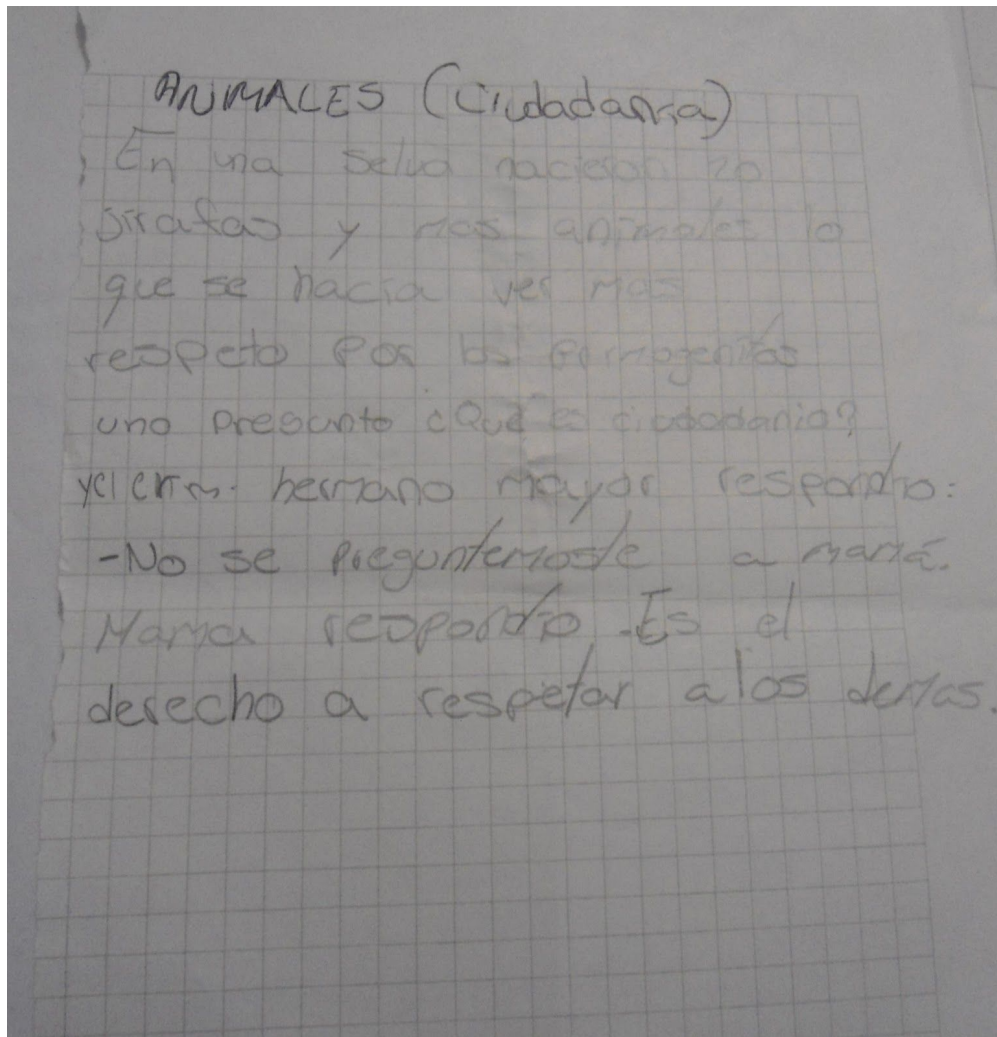 ANIMALES (Ciudadania)
En una selva nacieron 20
jirafas y mas animales lo
que se hacia ver mas
respeto por los primogenitos
uno pregunto ¿Qué es ciudadania?
y el hermano mayor respondio:
-No se preguntemosle a mamá.
Mama respondio -Es el
derecho a respetar a los demas.